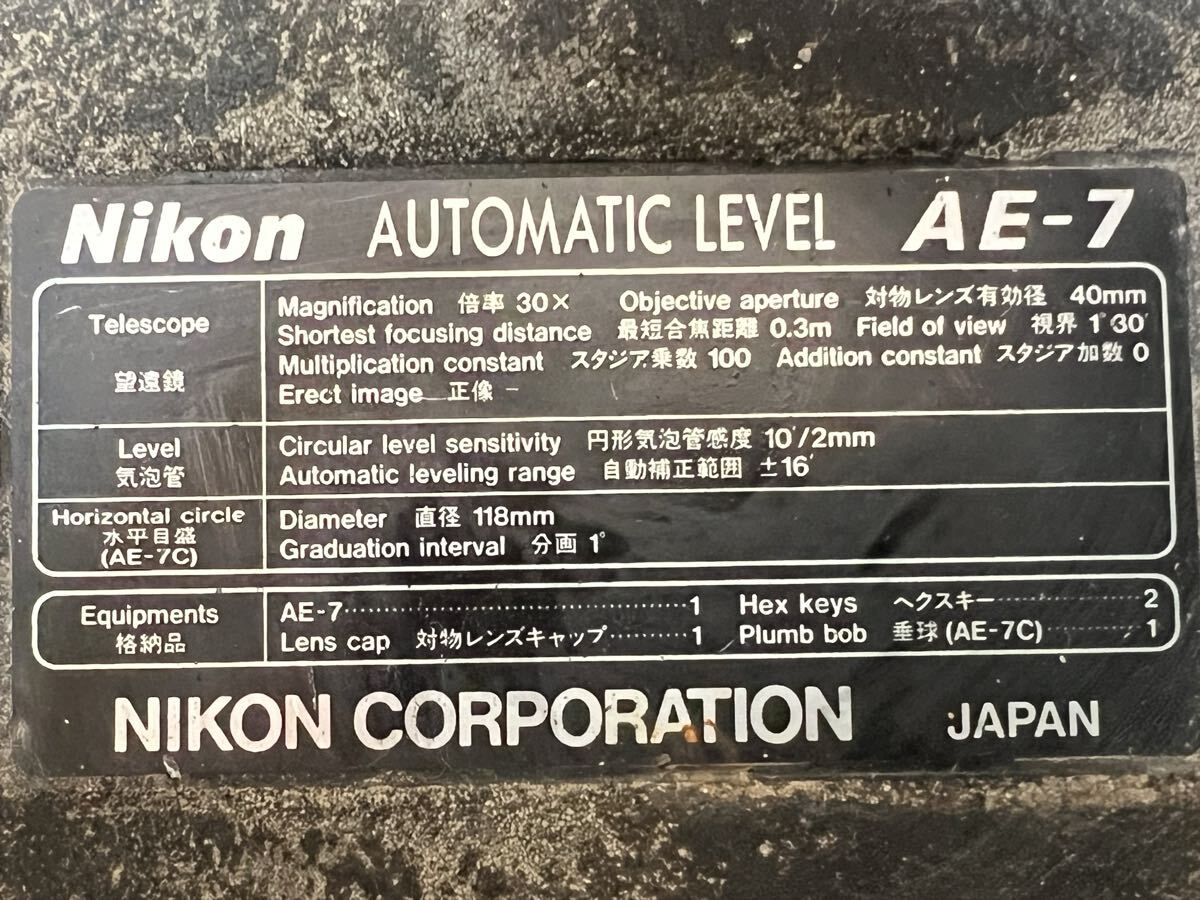 Nikon AUTOMATIC LEVEL AE-7
Telescope
望遠鏡
Magnification 倍率 30× Objective aperture 対物レンズ有効径 40mm
Shortest focusing distance 最短合焦距離 0.3m Field of view 視界 1°30′
Multiplication constant スタジア乗数 100 Addition constant スタジア加数 0
Erect image 正像
Level
気泡管
Circular level sensitivity 円形気泡管感度 10′/2mm
Automatic leveling range 自動補正範囲 ±16′
Horizontal circle
水平目盛
(AE-7C)
Diameter 直径 118mm
Graduation interval 分画 1°
Equipments
格納品
AE-7·····································1 Hex keys ヘクスキー···············2
Lens cap 対物レンズキャップ·········1 Plumb bob 垂球(AE-7C)···········1
NIKON CORPORATION JAPAN